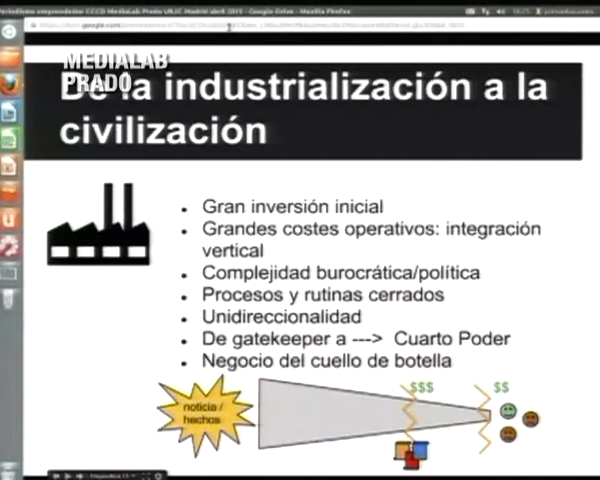 MEDIALAB
PRADO
De la industrialización a la
civilización
Gran inversión inicial
Grandes costes operativos: integración
vertical
Complejidad burocrática/política
Procesos y rutinas cerrados
Unidireccionalidad
De gatekeeper a ---> Cuarto Poder
Negocio del cuello de botella
$$$ $$
noticia /
hechos